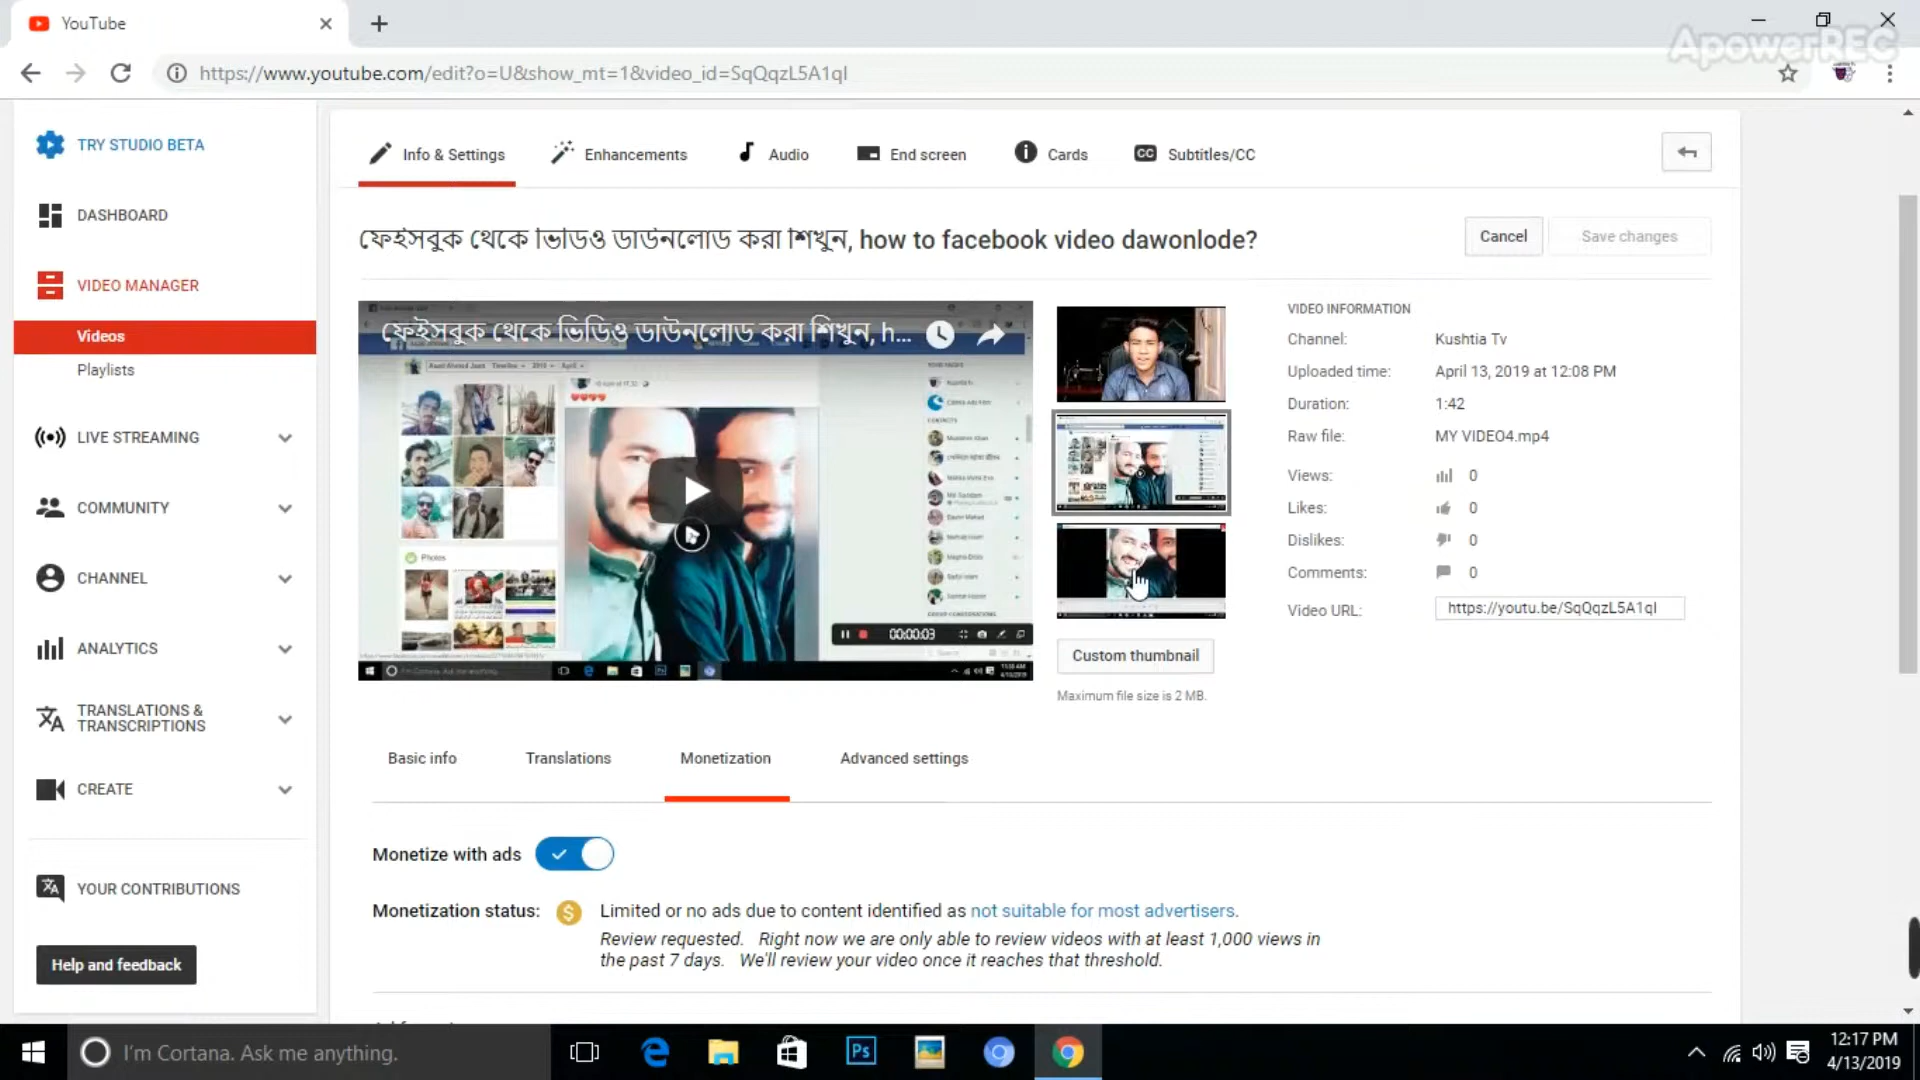 YouTube
ApowerREC
https://www.youtube.com/edit?o=U&show_mt=1&video_id=SqQqzL5A1qI
TRY STUDIO BETA
Info & Settings
Enhancements
Audio
End screen
Cards
CC Subtitles/CC
DASHBOARD
ফেইসবুক থেকে ভিডিও ডাউনলোড করা শিখুন, how to facebook video dawonlode?
Cancel
Save changes
VIDEO MANAGER
Videos
Playlists
LIVE STREAMING
COMMUNITY
CHANNEL
ANALYTICS
TRANSLATIONS &
TRANSCRIPTIONS
CREATE
YOUR CONTRIBUTIONS
Help and feedback
ফেইসবুক থেকে ভিডিও ডাউনলোড করা শিখুন, h...
Photos
00:00:03
Custom thumbnail
Maximum file size is 2 MB.
VIDEO INFORMATION
Channel: Kushtia Tv
Uploaded time: April 13, 2019 at 12:08 PM
Duration: 1:42
Raw file: MY VIDEO4.mp4
Views: 0
Likes: 0
Dislikes: 0
Comments: 0
Video URL: https://youtu.be/SqQqzL5A1qI
Basic info
Translations
Monetization
Advanced settings
Monetize with ads
Monetization status: $ Limited or no ads due to content identified as not suitable for most advertisers.
Review requested. Right now we are only able to review videos with at least 1,000 views in
the past 7 days. We'll review your video once it reaches that threshold.
I'm Cortana. Ask me anything.
Ps
12:17 PM
4/13/2019